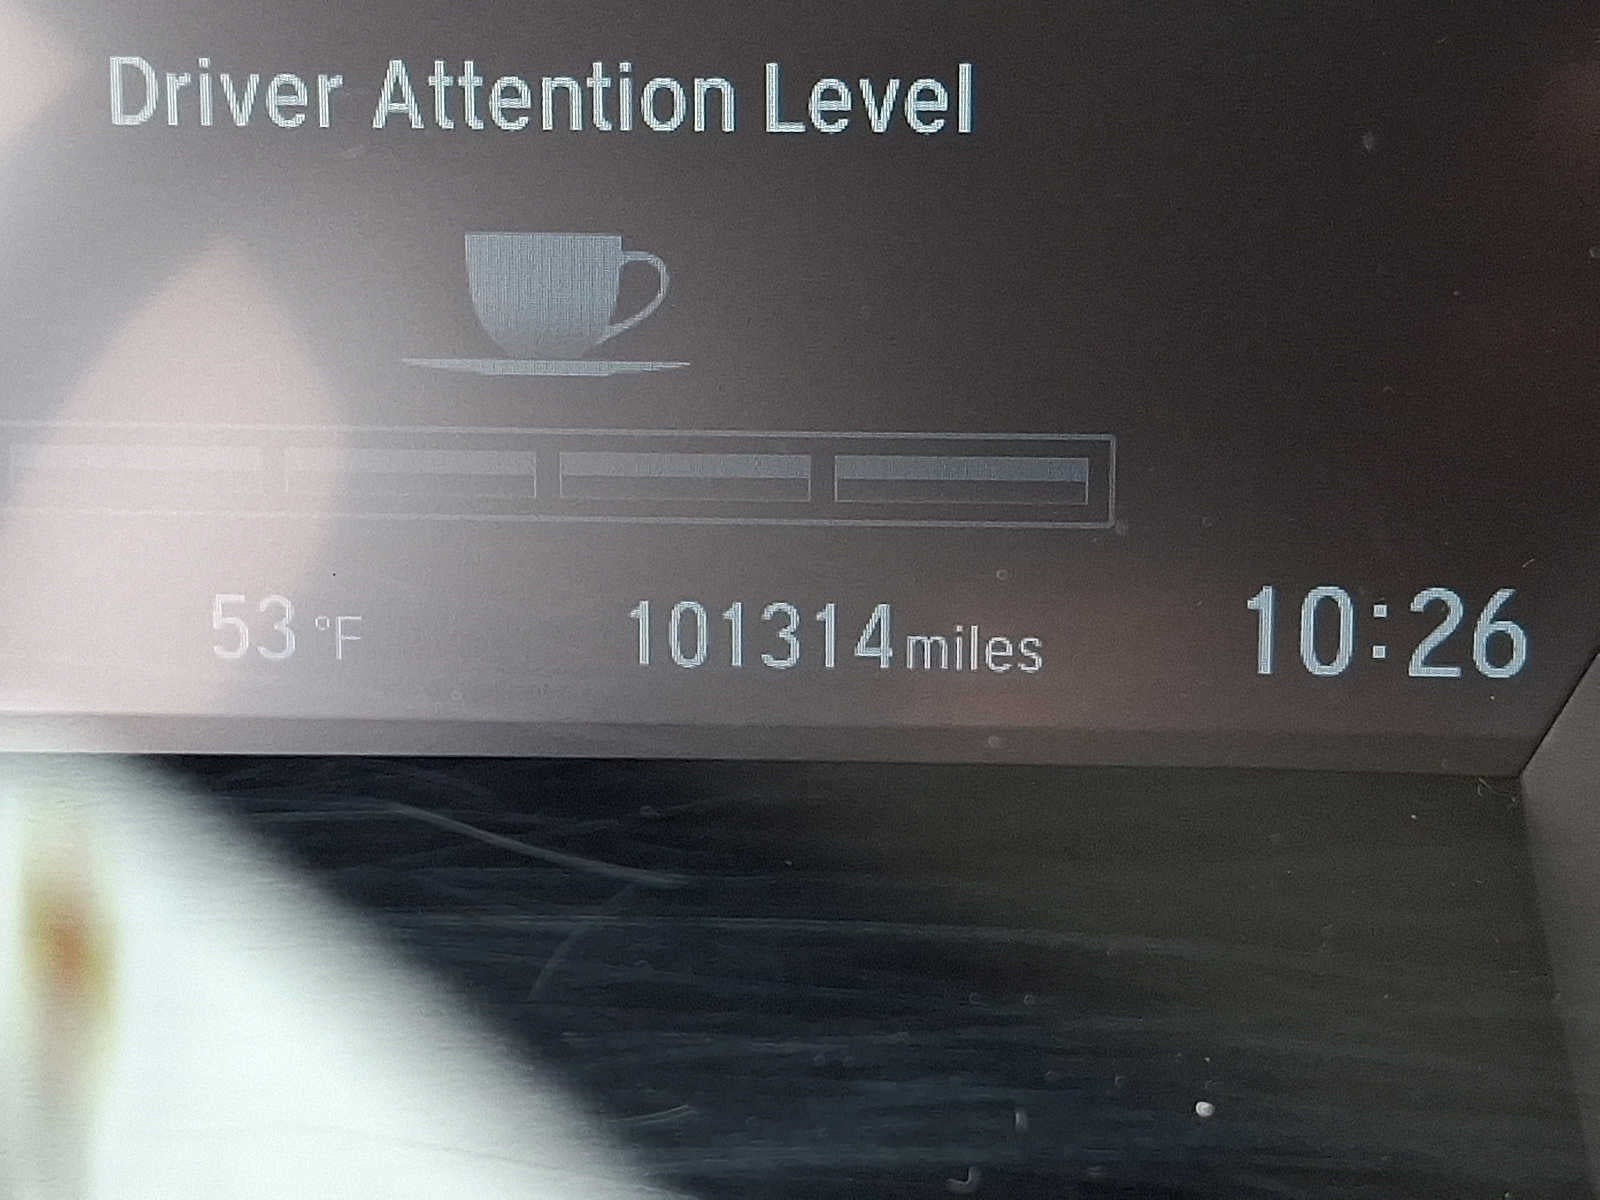 Driver Attention Level
53 °F 101314 miles 10:26